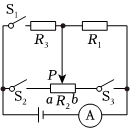 S₁
R₃ R₁
P
S₂ a R₂ b S₃
A